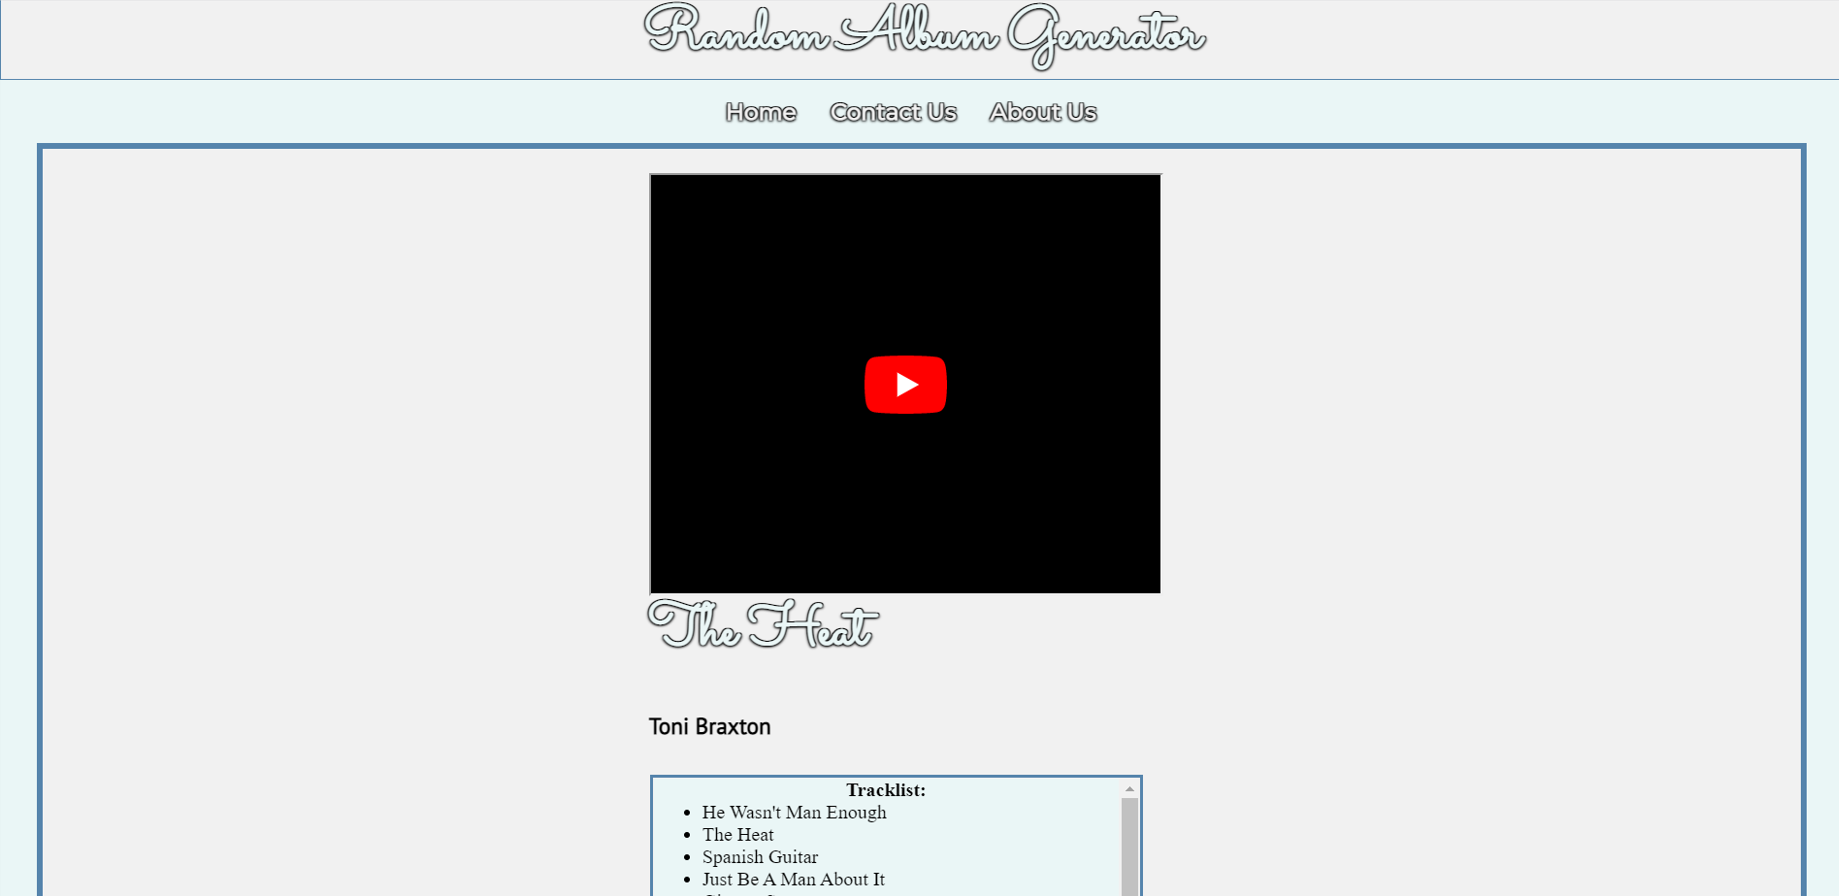 Random Album Generator
Home Contact Us About Us
The Heat
Toni Braxton
Tracklist:
He Wasn't Man Enough
The Heat
Spanish Guitar
Just Be A Man About It